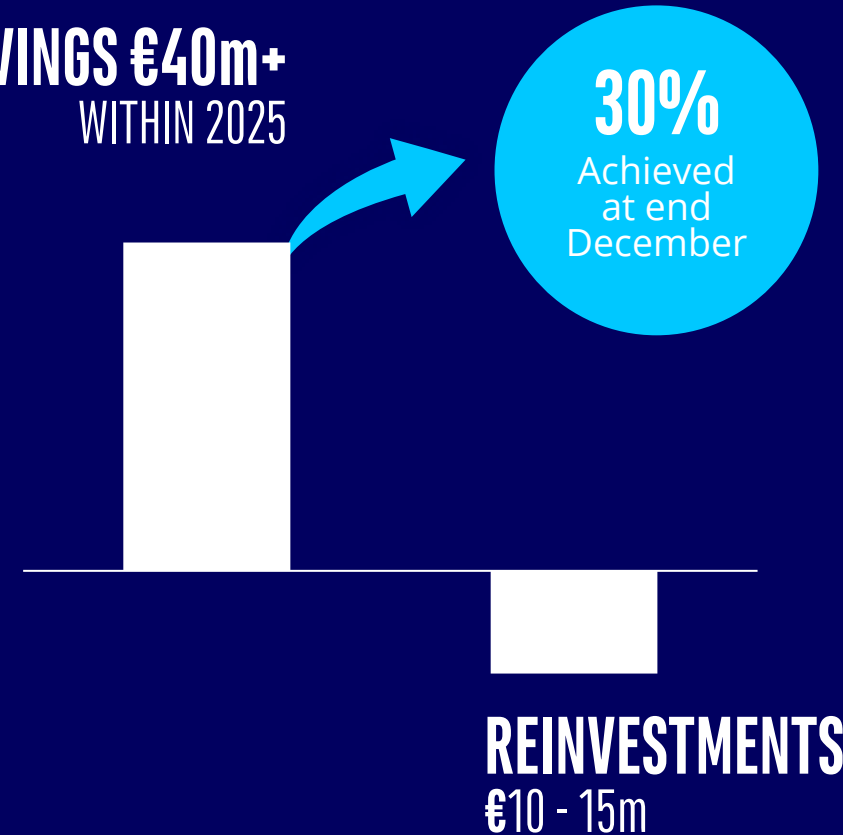 VINGS €40m+
WITHIN 2025
30%
Achieved
at end
December
REINVESTMENTS
€10 - 15m